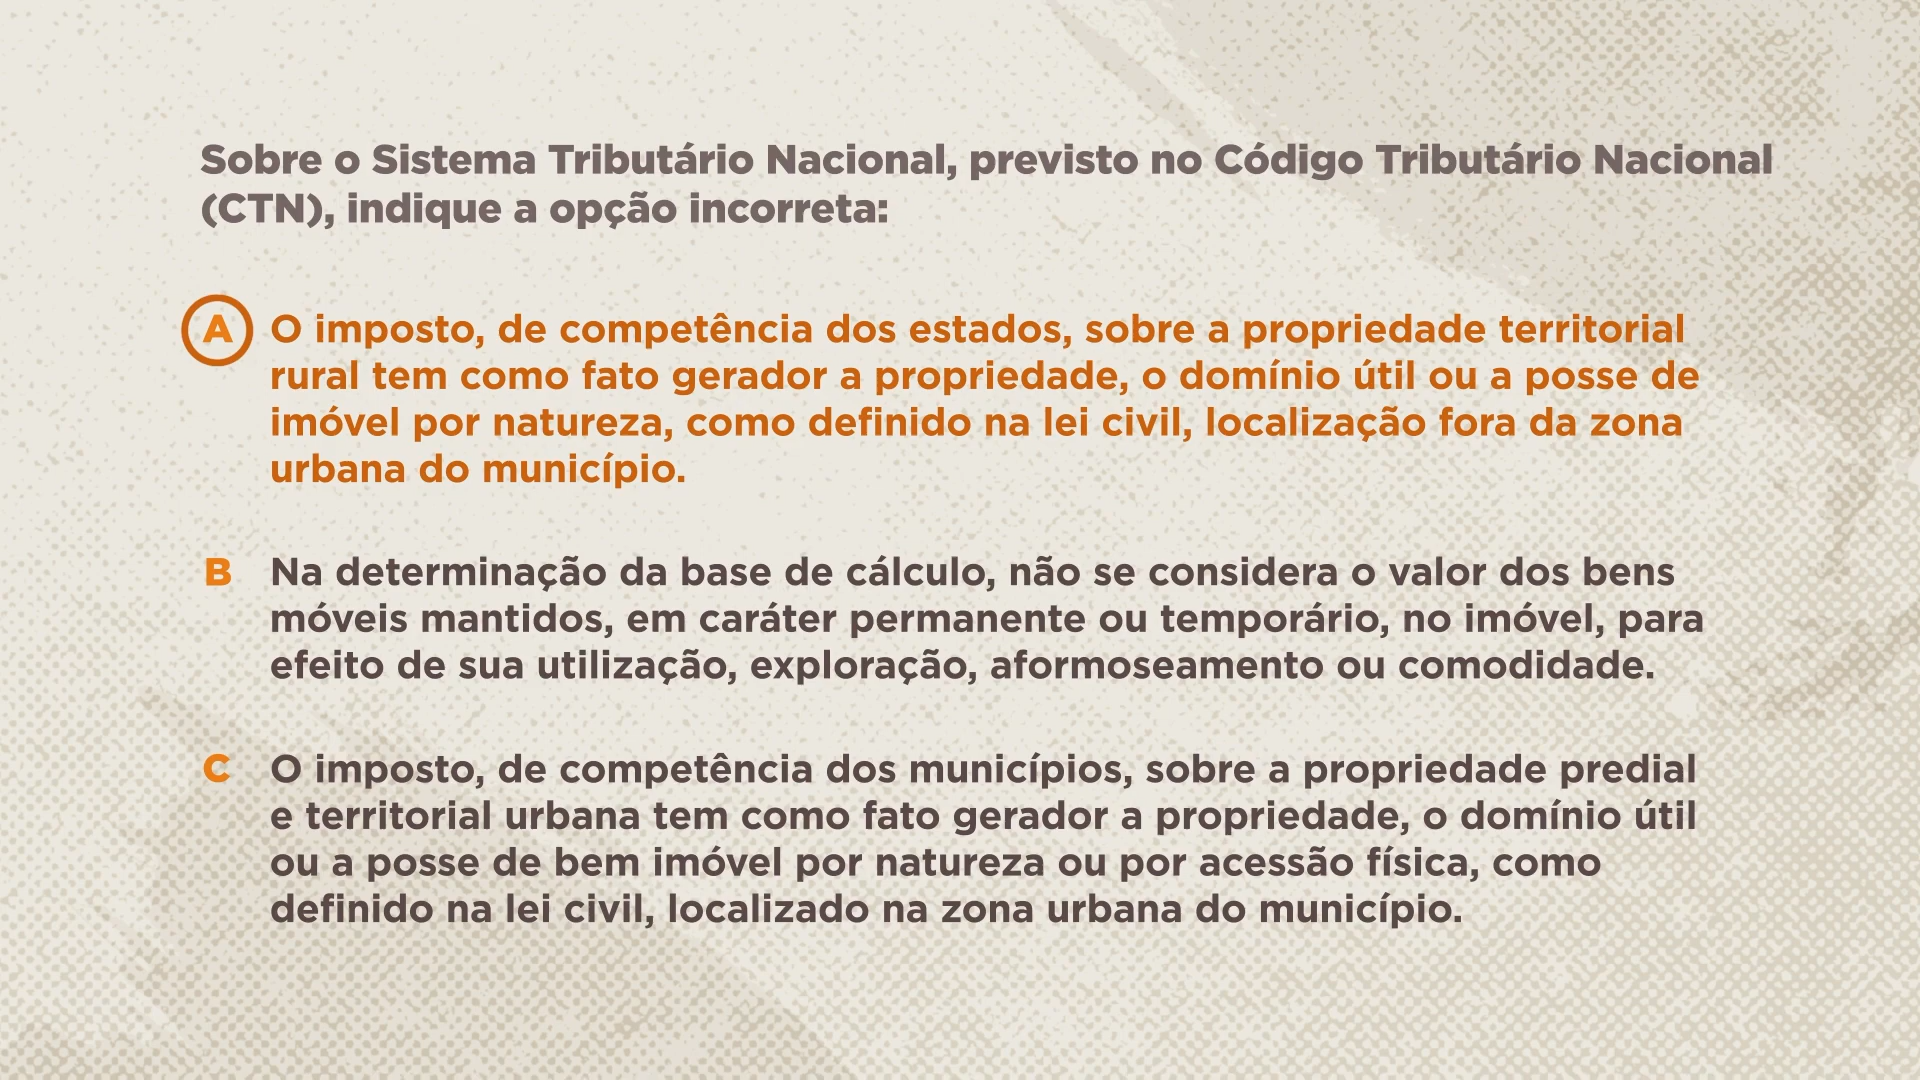 Sobre o Sistema Tributário Nacional, previsto no Código Tributário Nacional
(CTN), indique a opção incorreta:
A O imposto, de competência dos estados, sobre a propriedade territorial
rural tem como fato gerador a propriedade, o domínio útil ou a posse de
imóvel por natureza, como definido na lei civil, localização fora da zona
urbana do município.
B Na determinação da base de cálculo, não se considera o valor dos bens
móveis mantidos, em caráter permanente ou temporário, no imóvel, para
efeito de sua utilização, exploração, aformoseamento ou comodidade.
C O imposto, de competência dos municípios, sobre a propriedade predial
e territorial urbana tem como fato gerador a propriedade, o domínio útil
ou a posse de bem imóvel por natureza ou por acessão física, como
definido na lei civil, localizado na zona urbana do município.